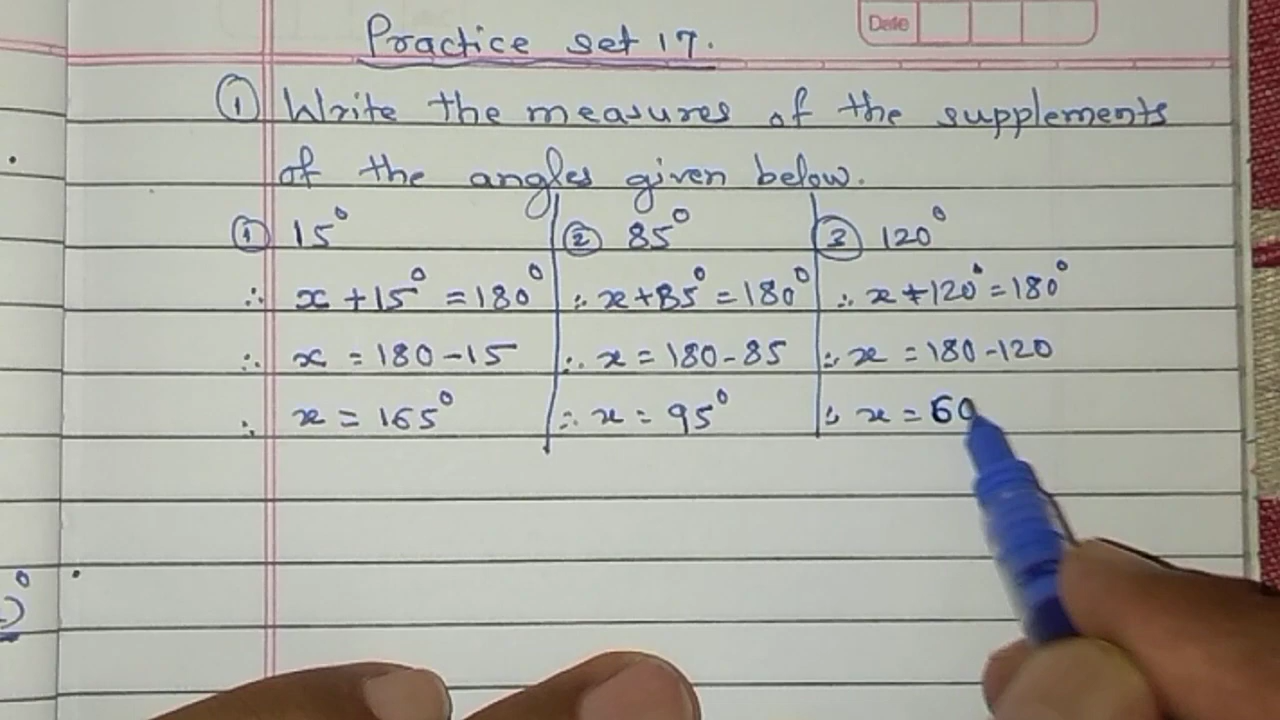 Date
Practice set 17.
① Write the measures of the supplements
of the angles given below.
① 15° ② 85° ③ 120°
∴ x + 15° = 180° ∴ x + 85° = 180° ∴ x + 120° = 180°
∴ x = 180 - 15 ∴ x = 180 - 85 ∴ x = 180 - 120
∴ x = 165° ∴ x = 95° ∴ x = 60